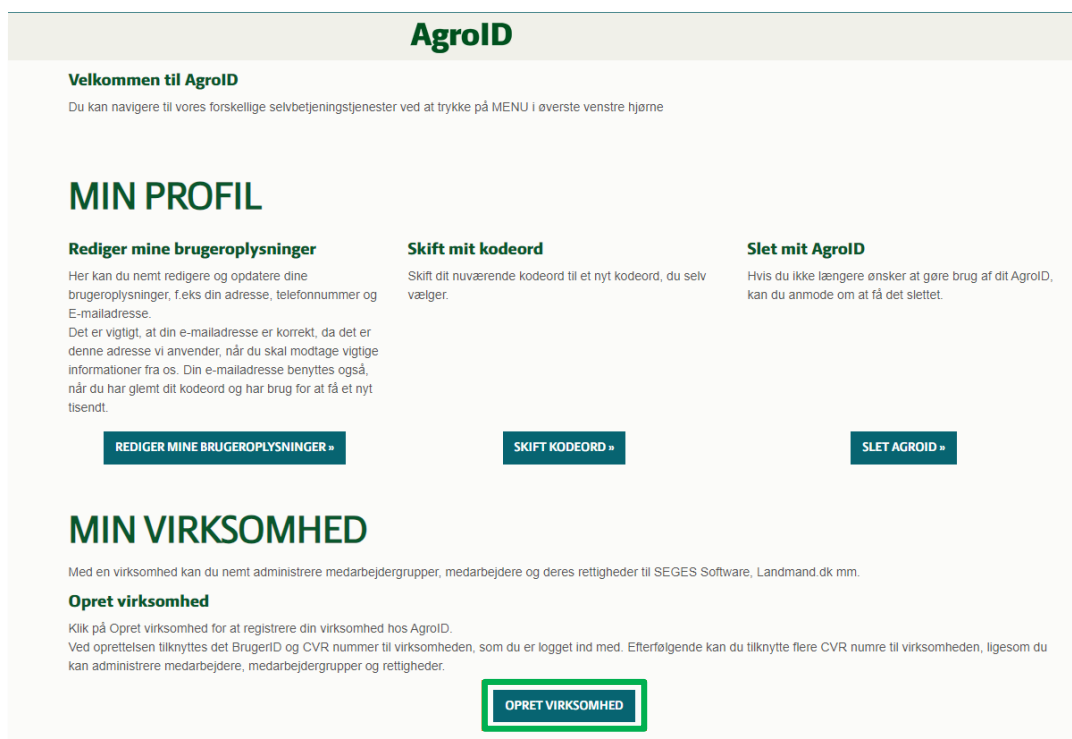 AgroID
Velkommen til AgroID
Du kan navigere til vores forskellige selvbetjeningstjenester ved at trykke på MENU i øverste venstre hjørne
MIN PROFIL
Rediger mine brugeroplysninger
Her kan du nemt redigere og opdatere dine
brugeroplysninger, f.eks din adresse, telefonnummer og
E-mailadresse.
Det er vigtigt, at din e-mailadresse er korrekt, da det er
denne adresse vi anvender, når du skal modtage vigtige
informationer fra os. Din e-mailadresse benyttes også,
når du har glemt dit kodeord og har brug for at få et nyt
tisendt.
REDIGER MINE BRUGEROPLYSNINGER »
Skift mit kodeord
Skift dit nuværende kodeord til et nyt kodeord, du selv
vælger.
SKIFT KODEORD »
Slet mit AgroID
Hvis du ikke længere ønsker at gøre brug af dit AgroID,
kan du anmode om at få det slettet.
SLET AGROID »
MIN VIRKSOMHED
Med en virksomhed kan du nemt administrere medarbejdergrupper, medarbejdere og deres rettigheder til SEGES Software, Landmand.dk mm.
Opret virksomhed
Klik på Opret virksomhed for at registrere din virksomhed hos AgroID.
Ved oprettelsen tilknyttes det BrugerID og CVR nummer til virksomheden, som du er logget ind med. Efterfølgende kan du tilknytte flere CVR numre til virksomheden, ligesom du
kan administrere medarbejdere, medarbejdergrupper og rettigheder.
OPRET VIRKSOMHED